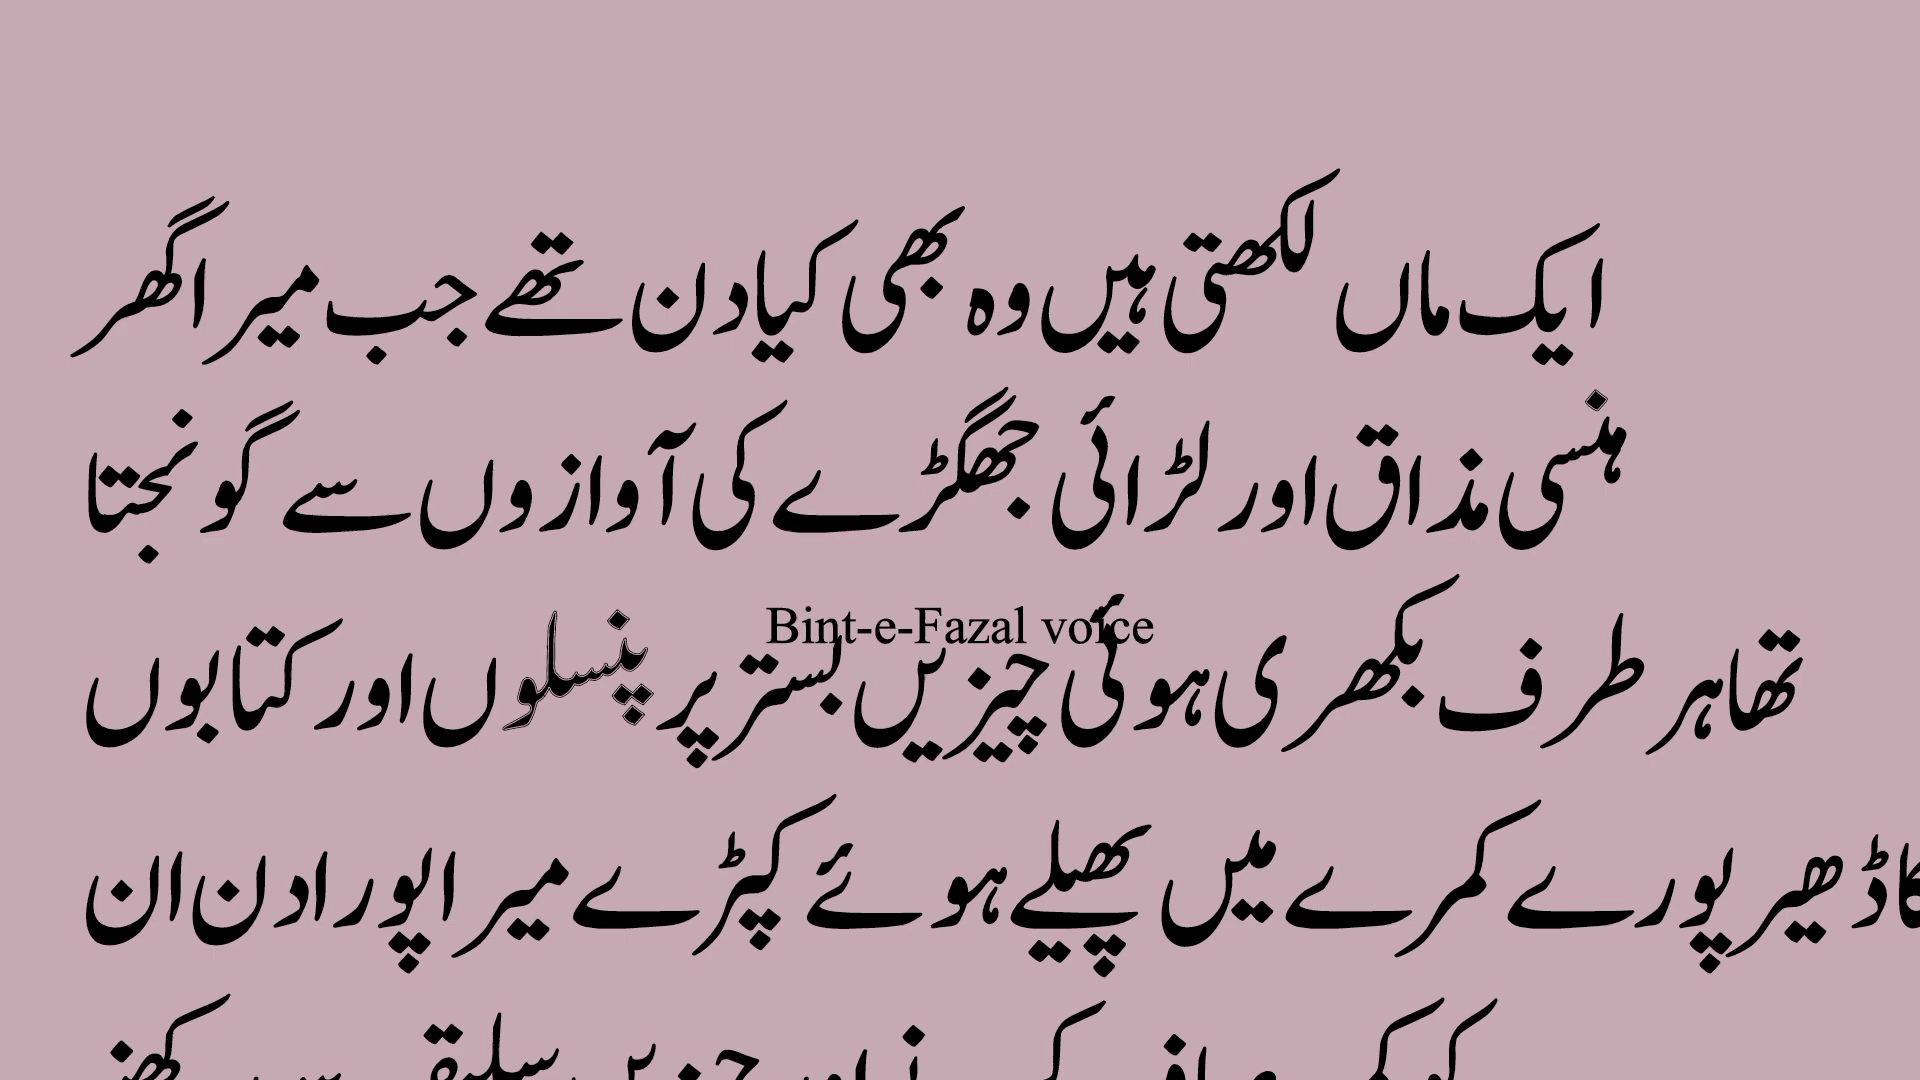 ایک ماں لکھتی ہیں وہ بھی کیا دن تھے جب میرا گھر
ہنسی مذاق اور لڑائی جھگڑے کی آوازوں سے گونجتا
Bint-e-Fazal voice
تھا ہر طرف بکھری ہوئی چیزیں بستر پر پنسلوں اور کتابوں
کا ڈھیر پورے کمرے میں پھیلے ہوئے کپڑے میرا پورا دن ان